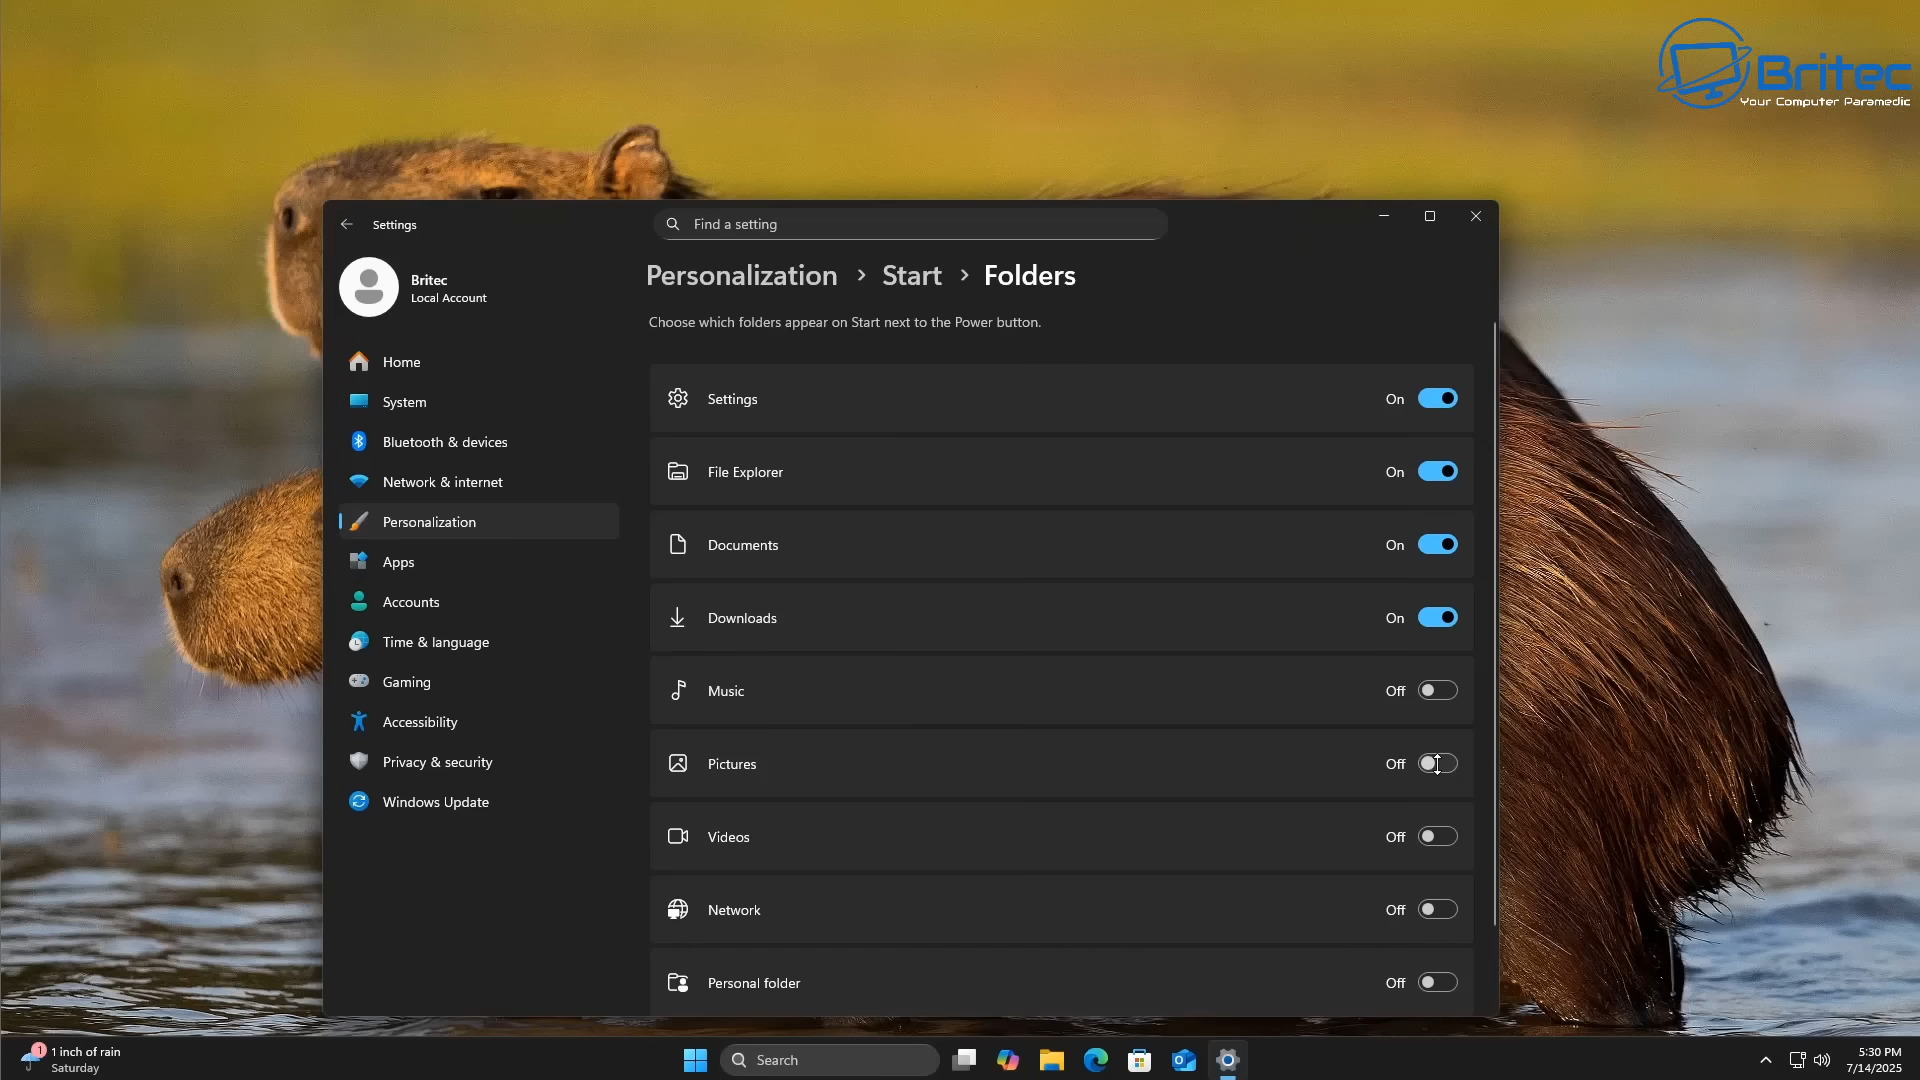 Britec
Your Computer Paramedic
Settings
Find a setting
Britec
Local Account
Personalization > Start > Folders
Choose which folders appear on Start next to the Power button.
Home
System
Bluetooth & devices
Network & internet
Personalization
Apps
Accounts
Time & language
Gaming
Accessibility
Privacy & security
Windows Update
Settings On
File Explorer On
Documents On
Downloads On
Music Off
Pictures Off
Videos Off
Network Off
Personal folder Off
1
1 inch of rain
Saturday
Search
5:30 PM
7/14/2025